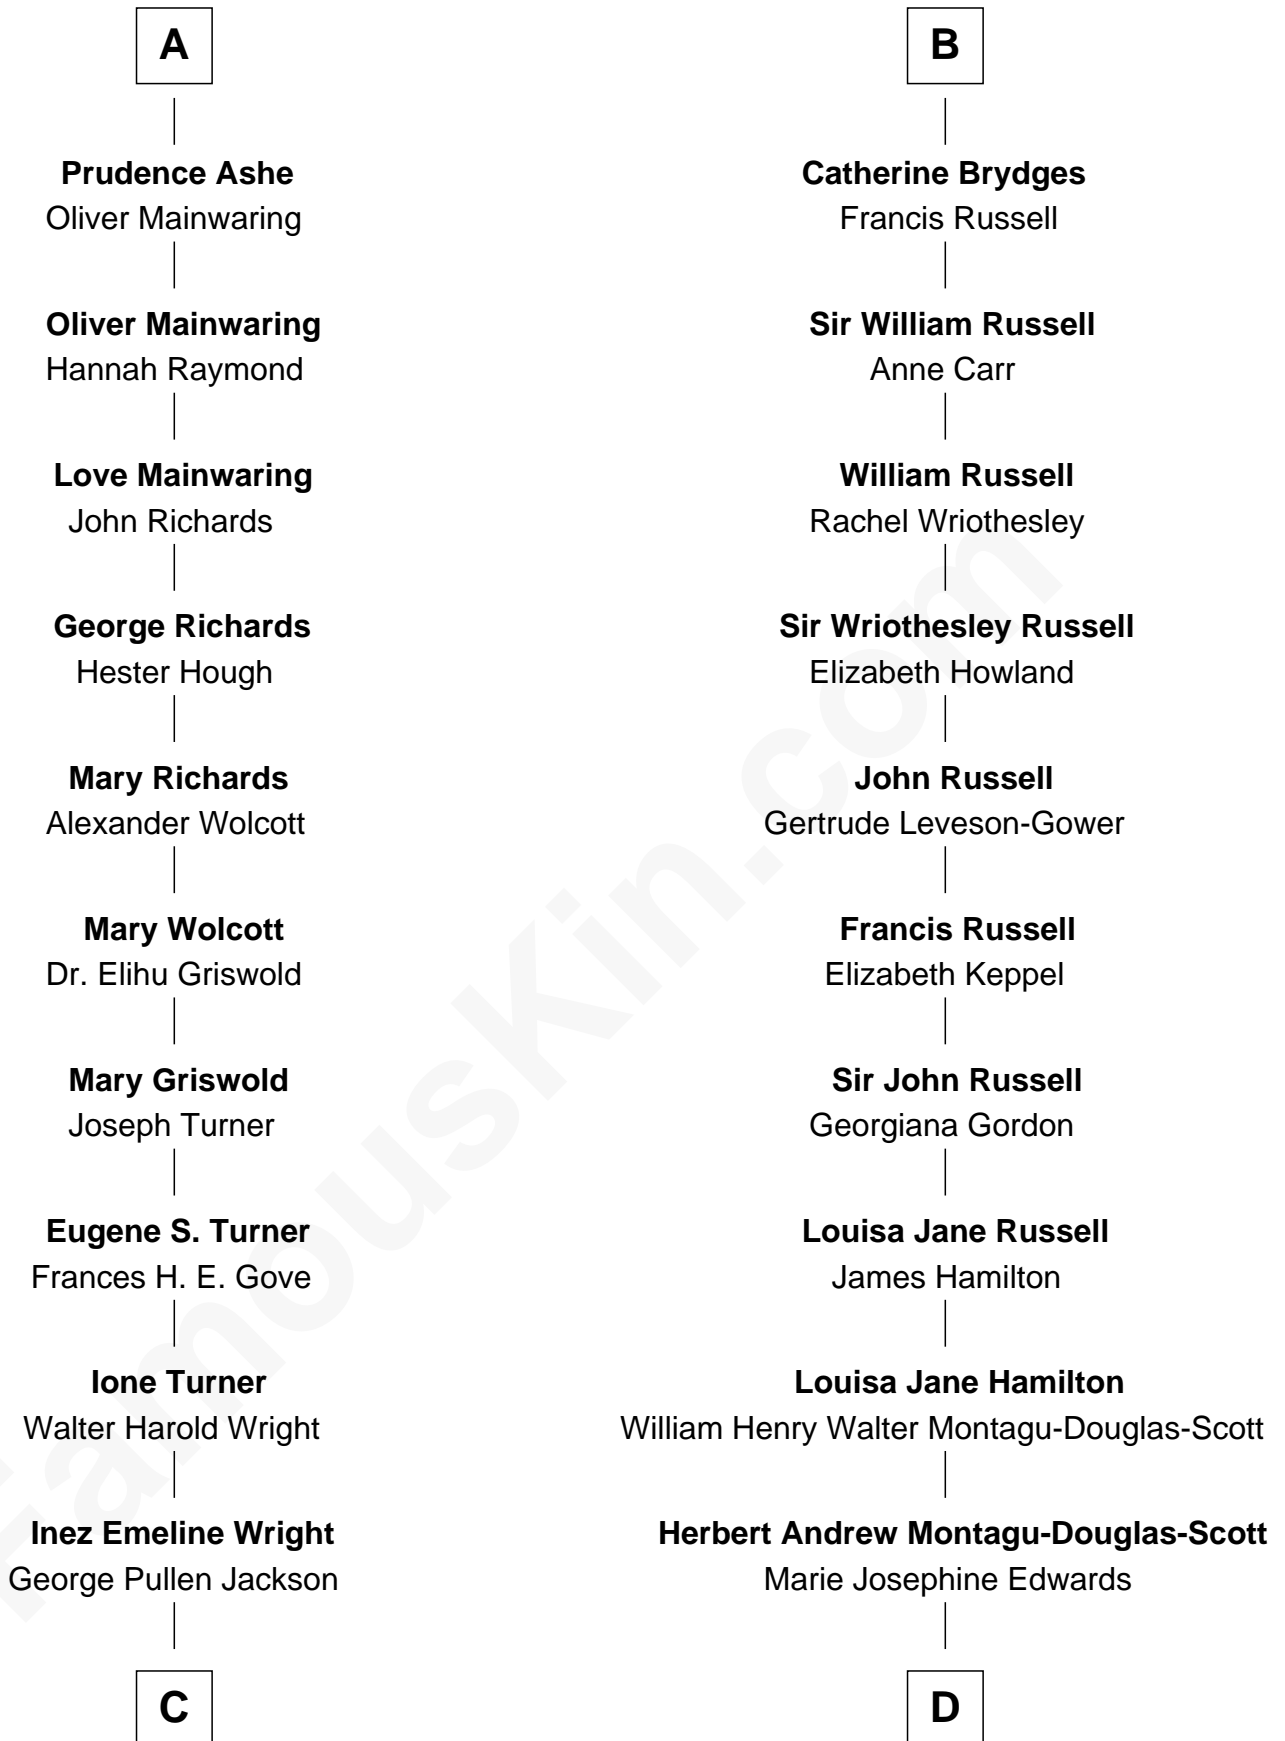 A
Prudence Ashe
Oliver Mainwaring
Oliver Mainwaring
Hannah Raymond
Love Mainwaring
John Richards
George Richards
Hester Hough
Mary Richards
Alexander Wolcott
Mary Wolcott
Dr. Elihu Griswold
Mary Griswold
Joseph Turner
Eugene S. Turner
Frances H. E. Gove
Ione Turner
Walter Harold Wright
Inez Emeline Wright
George Pullen Jackson
C
B
Catherine Brydges
Francis Russell
Sir William Russell
Anne Carr
William Russell
Rachel Wriothesley
Sir Wriothesley Russell
Elizabeth Howland
John Russell
Gertrude Leveson-Gower
Francis Russell
Elizabeth Keppel
Sir John Russell
Georgiana Gordon
Louisa Jane Russell
James Hamilton
Louisa Jane Hamilton
William Henry Walter Montagu-Douglas-Scott
Herbert Andrew Montagu-Douglas-Scott
Marie Josephine Edwards
D
FamousKin.com